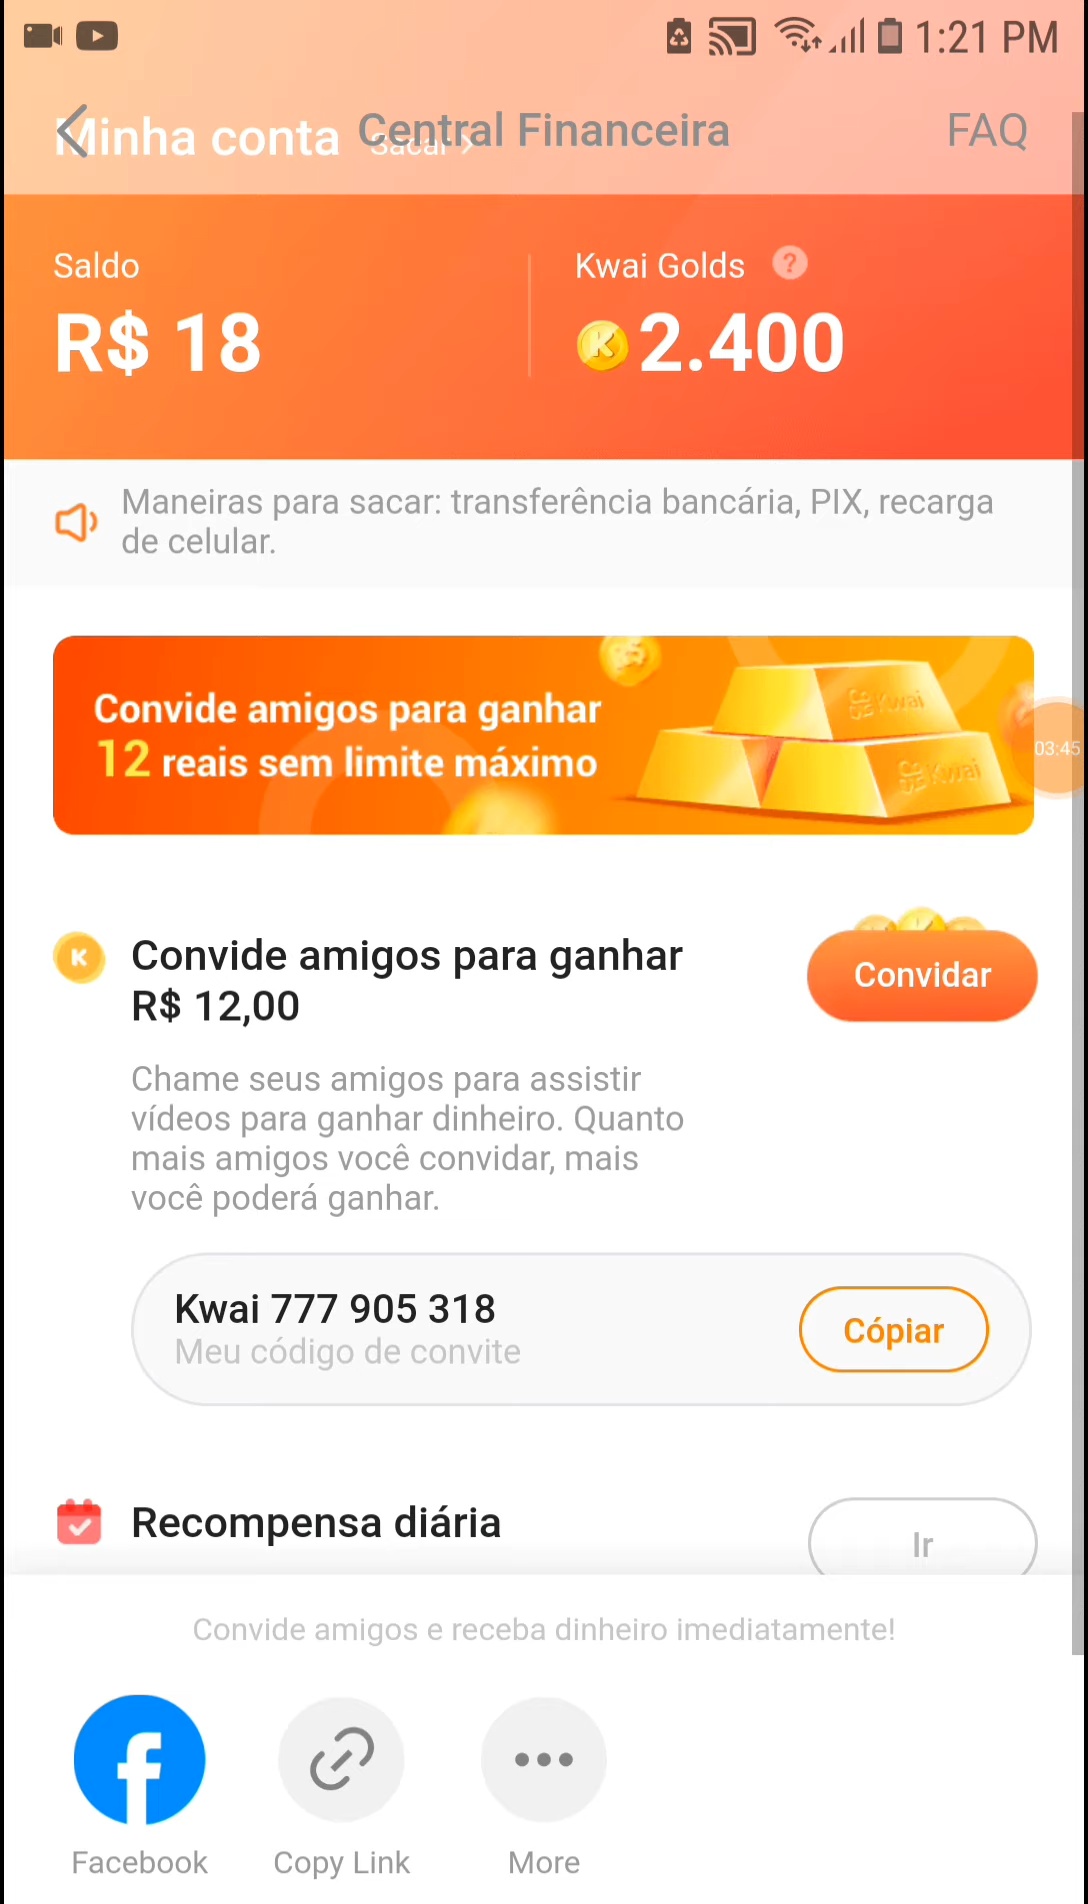 1:21 PM
Minha conta Sacar >
Central Financeira
FAQ
Saldo
Kwai Golds ?
R$ 18
K 2.400
Maneiras para sacar: transferência bancária, PIX, recarga
de celular.
Convide amigos para ganhar
12 reais sem limite máximo
Kwai
Kwai
03:45
K
Convide amigos para ganhar
R$ 12,00
Convidar
Chame seus amigos para assistir
vídeos para ganhar dinheiro. Quanto
mais amigos você convidar, mais
você poderá ganhar.
Kwai 777 905 318
Meu código de convite
Cópiar
Recompensa diária
Ir
Convide amigos e receba dinheiro imediatamente!
Facebook
Copy Link
More